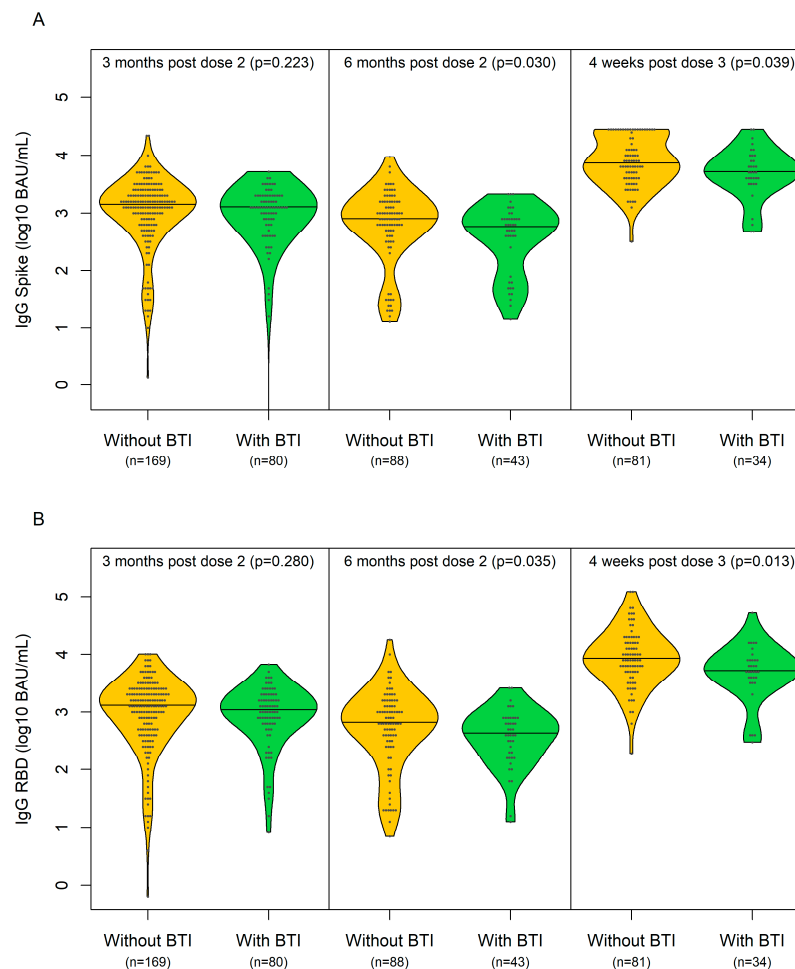 A
3 months post dose 2 (p=0.223) 6 months post dose 2 (p=0.030) 4 weeks post dose 3 (p=0.039)
5
4
3
2
1
0
IgG Spike (log10 BAU/mL)
Without BTI With BTI Without BTI With BTI Without BTI With BTI
(n=169) (n=80) (n=88) (n=43) (n=81) (n=34)
B
3 months post dose 2 (p=0.280) 6 months post dose 2 (p=0.035) 4 weeks post dose 3 (p=0.013)
5
4
3
2
1
0
IgG RBD (log10 BAU/mL)
Without BTI With BTI Without BTI With BTI Without BTI With BTI
(n=169) (n=80) (n=88) (n=43) (n=81) (n=34)